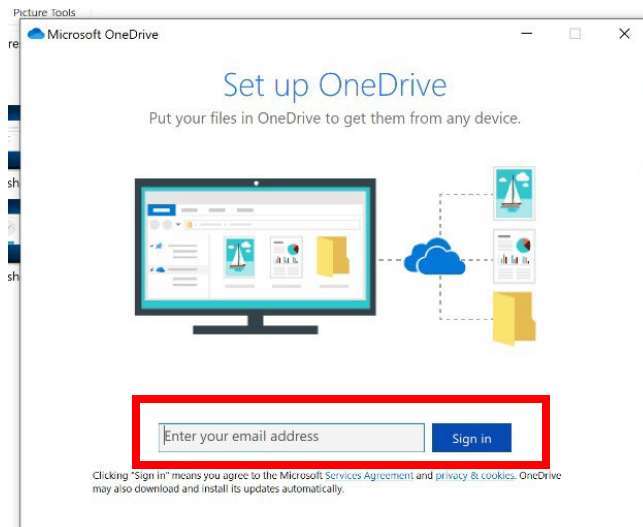 Picture Tools
Microsoft OneDrive
Set up OneDrive
Put your files in OneDrive to get them from any device.
Enter your email address
Sign in
Clicking "Sign in" means you agree to the Microsoft Services Agreement and privacy & cookies. OneDrive
may also download and install its updates automatically.